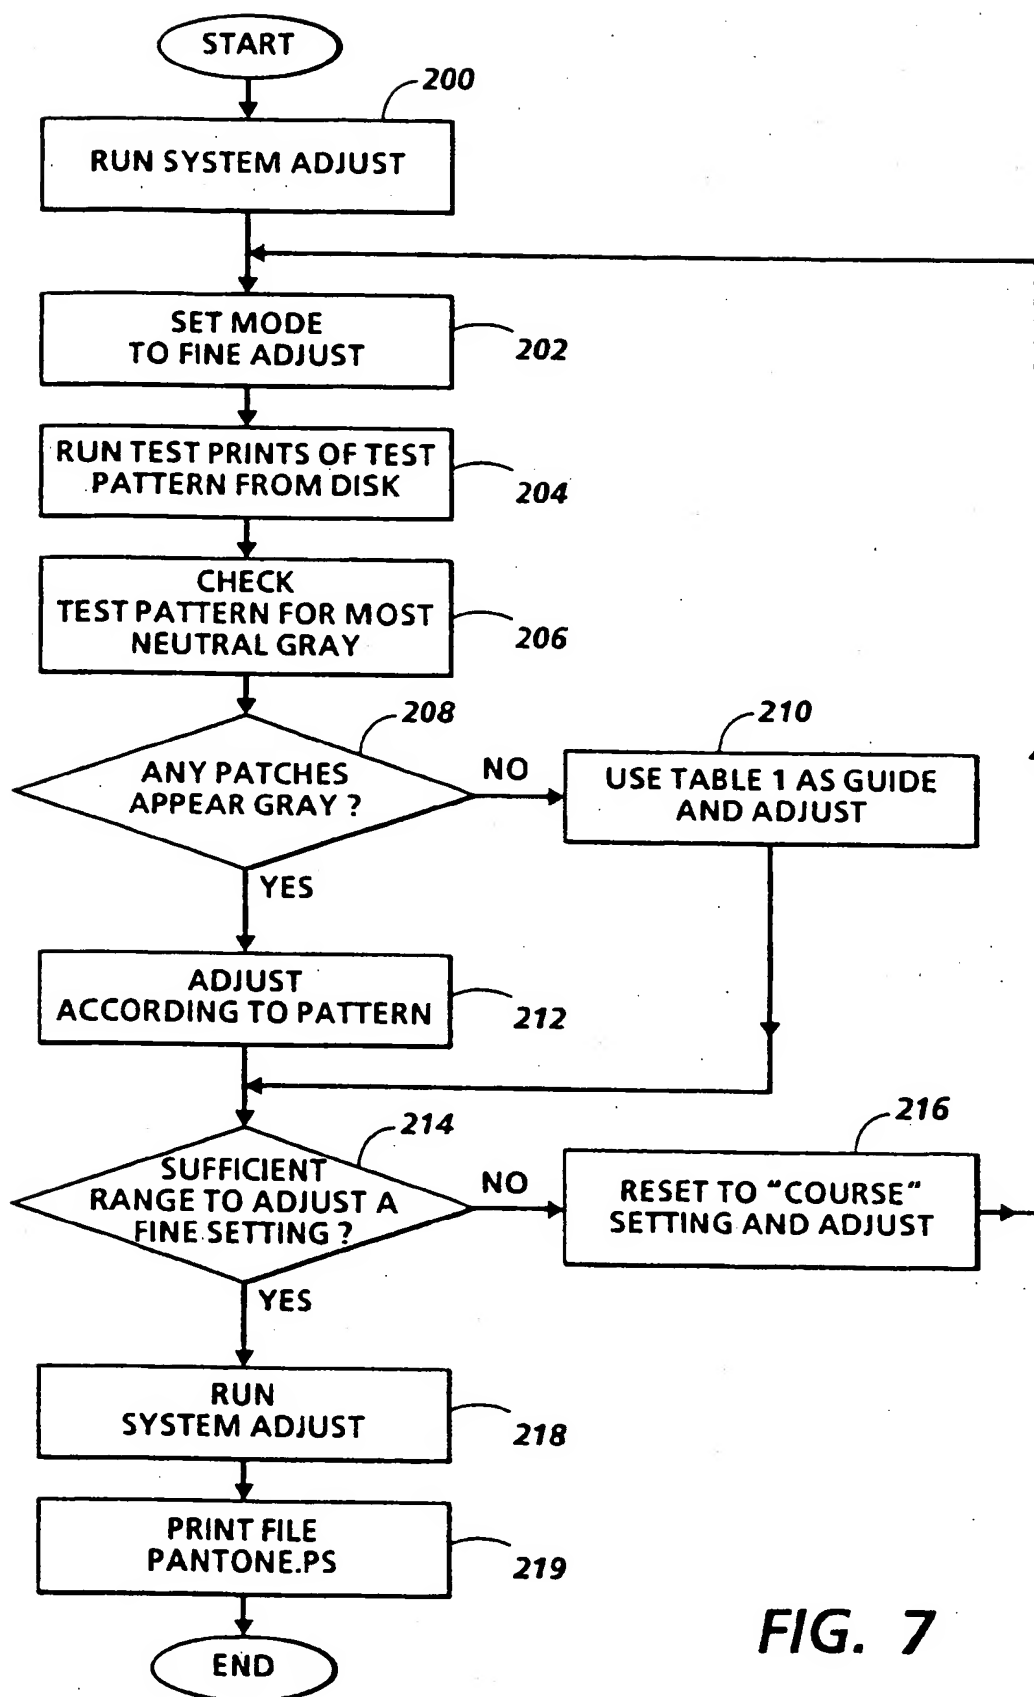 START
200
RUN SYSTEM ADJUST
SET MODE
TO FINE ADJUST
202
RUN TEST PRINTS OF TEST
PATTERN FROM DISK
204
CHECK
TEST PATTERN FOR MOST
NEUTRAL GRAY
206
208
ANY PATCHES
APPEAR GRAY ?
NO
210
USE TABLE 1 AS GUIDE
AND ADJUST
YES
ADJUST
ACCORDING TO PATTERN
212
214
SUFFICIENT
RANGE TO ADJUST A
FINE SETTING ?
NO
216
RESET TO "COURSE"
SETTING AND ADJUST
YES
RUN
SYSTEM ADJUST
218
PRINT FILE
PANTONE.PS
219
END
FIG. 7